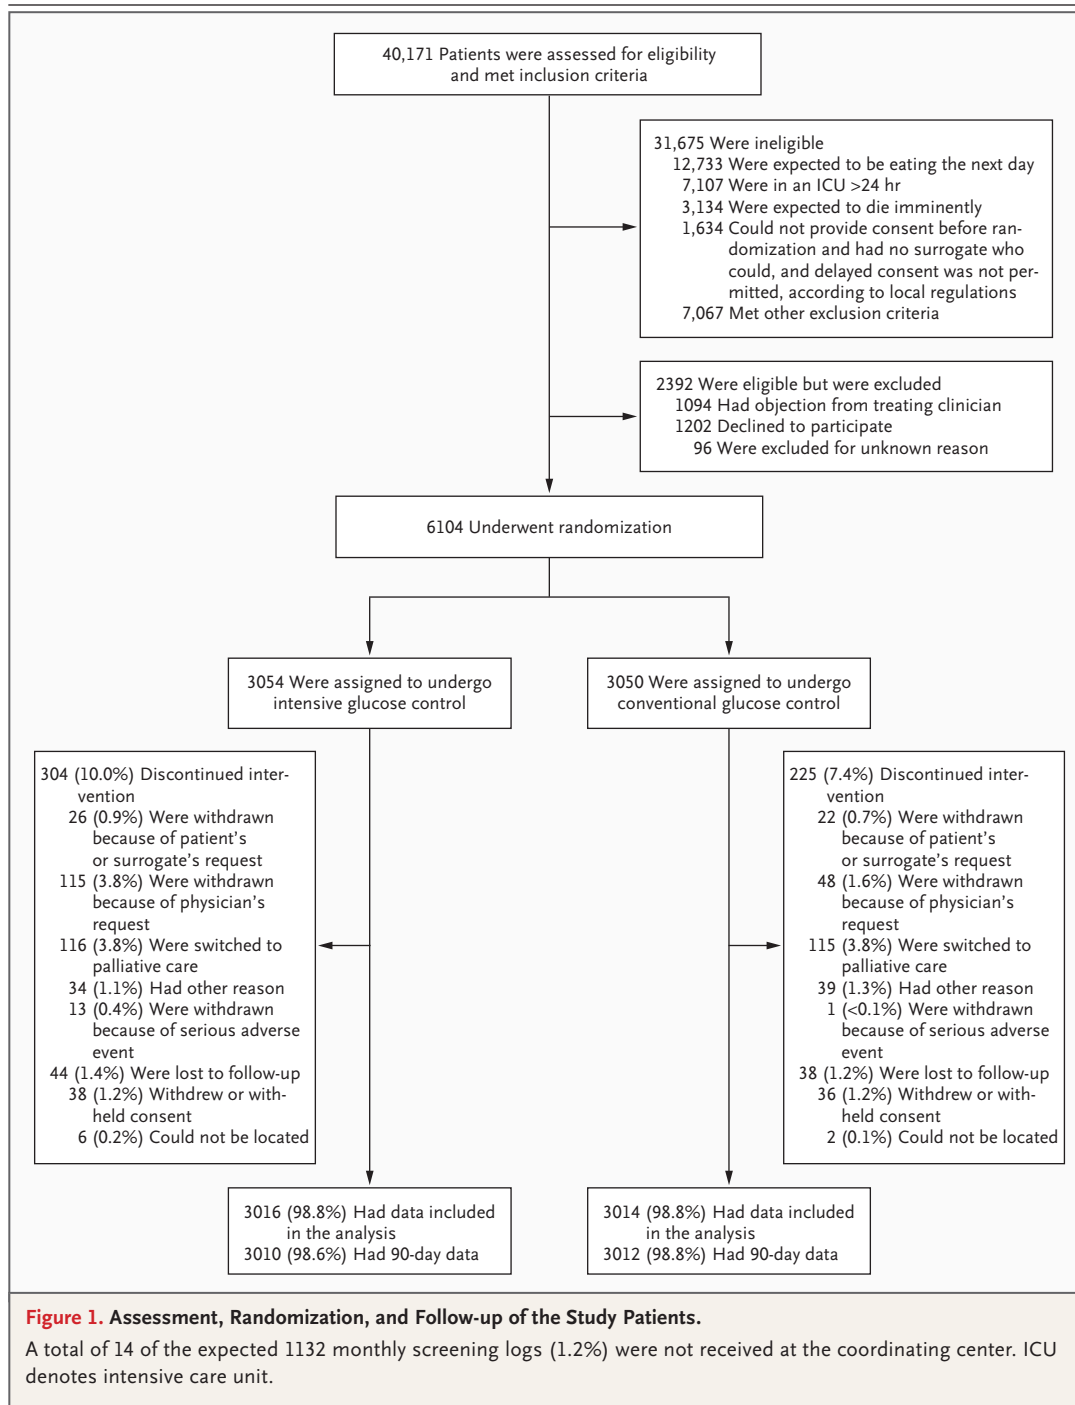 40,171 Patients were assessed for eligibility
and met inclusion criteria
31,675 Were ineligible
12,733 Were expected to be eating the next day
7,107 Were in an ICU >24 hr
3,134 Were expected to die imminently
1,634 Could not provide consent before ran-
domization and had no surrogate who
could, and delayed consent was not per-
mitted, according to local regulations
7,067 Met other exclusion criteria
2392 Were eligible but were excluded
1094 Had objection from treating clinician
1202 Declined to participate
96 Were excluded for unknown reason
6104 Underwent randomization
3054 Were assigned to undergo
intensive glucose control
3050 Were assigned to undergo
conventional glucose control
304 (10.0%) Discontinued inter-
vention
26 (0.9%) Were withdrawn
because of patient's
or surrogate's request
115 (3.8%) Were withdrawn
because of physician's
request
116 (3.8%) Were switched to
palliative care
34 (1.1%) Had other reason
13 (0.4%) Were withdrawn
because of serious adverse
event
44 (1.4%) Were lost to follow-up
38 (1.2%) Withdrew or with-
held consent
6 (0.2%) Could not be located
225 (7.4%) Discontinued inter-
vention
22 (0.7%) Were withdrawn
because of patient's
or surrogate's request
48 (1.6%) Were withdrawn
because of physician's
request
115 (3.8%) Were switched to
palliative care
39 (1.3%) Had other reason
1 (<0.1%) Were withdrawn
because of serious adverse
event
38 (1.2%) Were lost to follow-up
36 (1.2%) Withdrew or with-
held consent
2 (0.1%) Could not be located
3016 (98.8%) Had data included
in the analysis
3010 (98.6%) Had 90-day data
3014 (98.8%) Had data included
in the analysis
3012 (98.8%) Had 90-day data
Figure 1. Assessment, Randomization, and Follow-up of the Study Patients.
A total of 14 of the expected 1132 monthly screening logs (1.2%) were not received at the coordinating center. ICU
denotes intensive care unit.